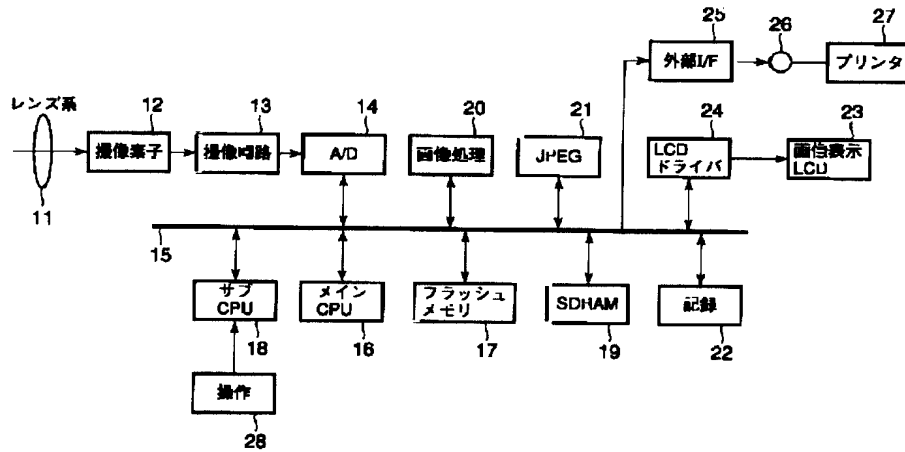 25
26
27
外部I/F
プリンタ
レンズ系
12
13
14
20
21
24
23
撮像素子
撮像回路
A/D
画像処理
JPEG
LCD
ドライバ
画像表示
LCD
11
15
サブ
CPU
メイン
CPU
フラッシュ
メモリ
SDHAM
記録
18
16
17
19
22
操作
28